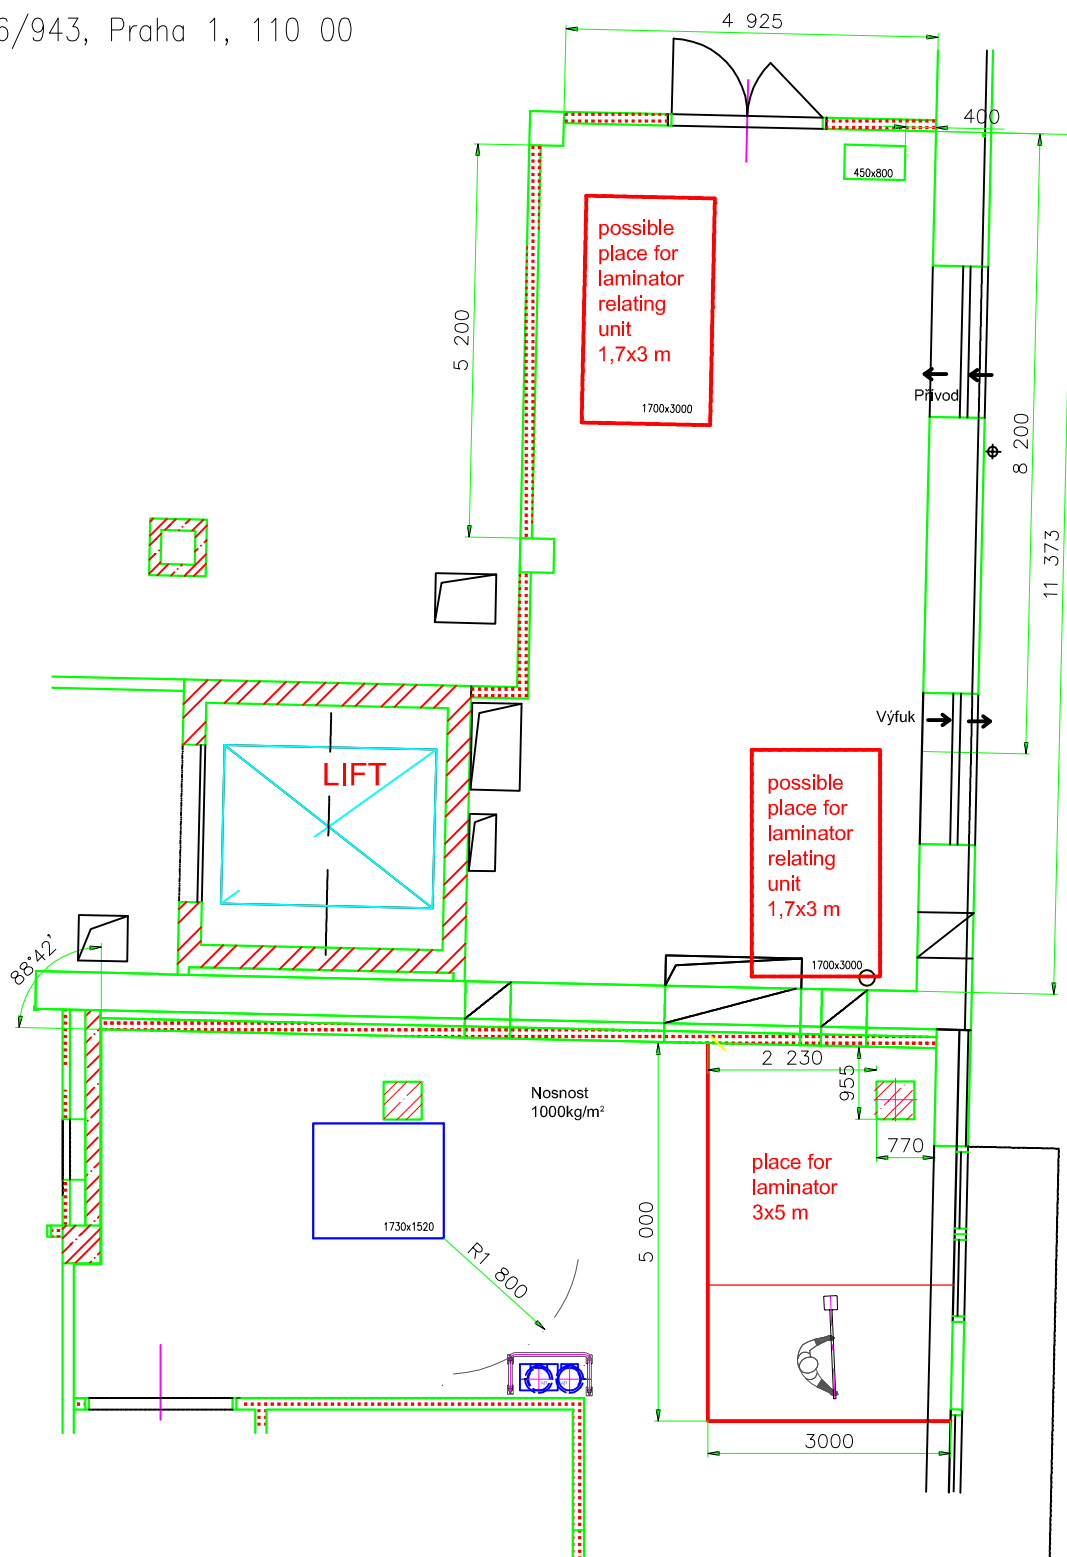 6/943, Praha 1, 110 00
4 925
400
450x800
possible
place for
laminator
relating
unit
1,7x3 m
1700x3000
5 200
Přívod
8 200
11 373
Výfuk
LIFT
possible
place for
laminator
relating
unit
1,7x3 m
1700x3000
88°42'
2 230
955
770
Nosnost
1000kg/m²
place for
laminator
3x5 m
5 000
1730x1520
R1 800
3000